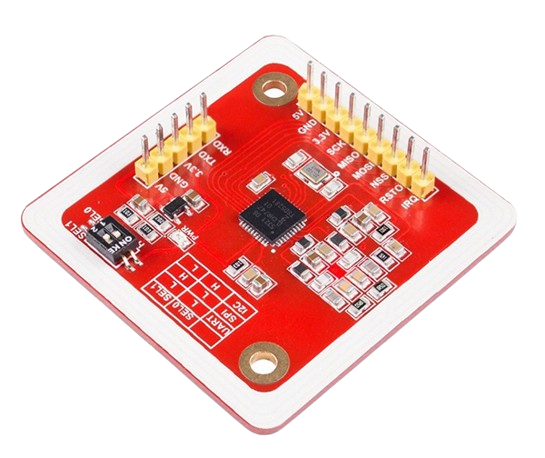 5V
GND
3.3V
SCK
MISO
MOSI
NSS
RSTO
IRQ
RXD
TXD
3.3V
GND
5V
SEL0
SEL1
ON KE
PWR
SEL0 SEL1
UART L L
SPI L H
I2C H L